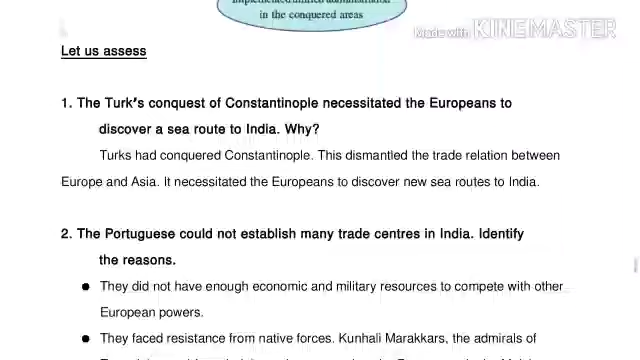 implemented unified administration
in the conquered areas
Made with KINEMASTER
Let us assess
1. The Turk's conquest of Constantinople necessitated the Europeans to
discover a sea route to India. Why?
Turks had conquered Constantinople. This dismantled the trade relation between
Europe and Asia. It necessitated the Europeans to discover new sea routes to India.
2. The Portuguese could not establish many trade centres in India. Identify
the reasons.
● They did not have enough economic and military resources to compete with other
European powers.
● They faced resistance from native forces. Kunhali Marakkars, the admirals of